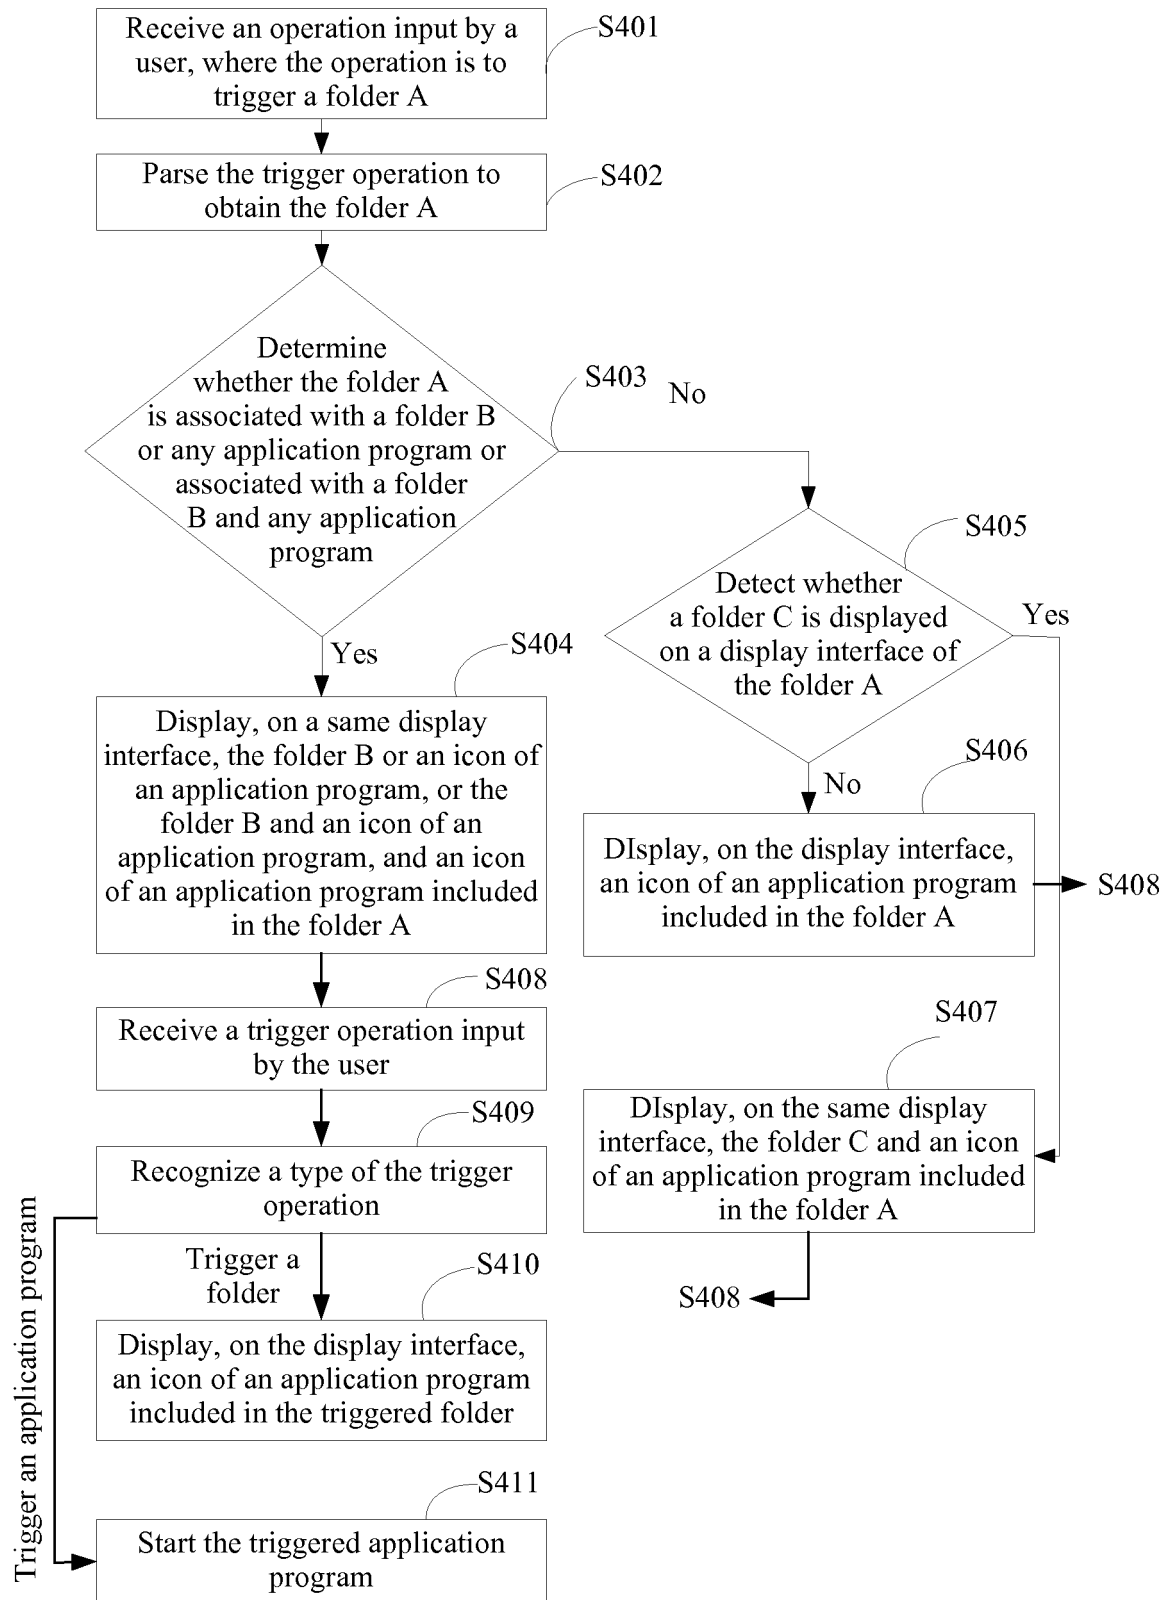 Receive an operation input by a
user, where the operation is to
trigger a folder A
S401
Parse the trigger operation to
obtain the folder A
S402
Determine
whether the folder A
is associated with a folder B
or any application program or
associated with a folder
B and any application
program
S403
No
Yes
S405
Detect whether
a folder C is displayed
on a display interface of
the folder A
Yes
No
S404
Display, on a same display
interface, the folder B or an icon of
an application program, or the
folder B and an icon of an
application program, and an icon
of an application program included
in the folder A
S406
DIsplay, on the display interface,
an icon of an application program
included in the folder A
S408
S408
Receive a trigger operation input
by the user
S407
DIsplay, on the same display
interface, the folder C and an icon
of an application program included
in the folder A
S408
S409
Recognize a type of the trigger
operation
Trigger a
folder
Trigger an application program
S410
Display, on the display interface,
an icon of an application program
included in the triggered folder
S411
Start the triggered application
program